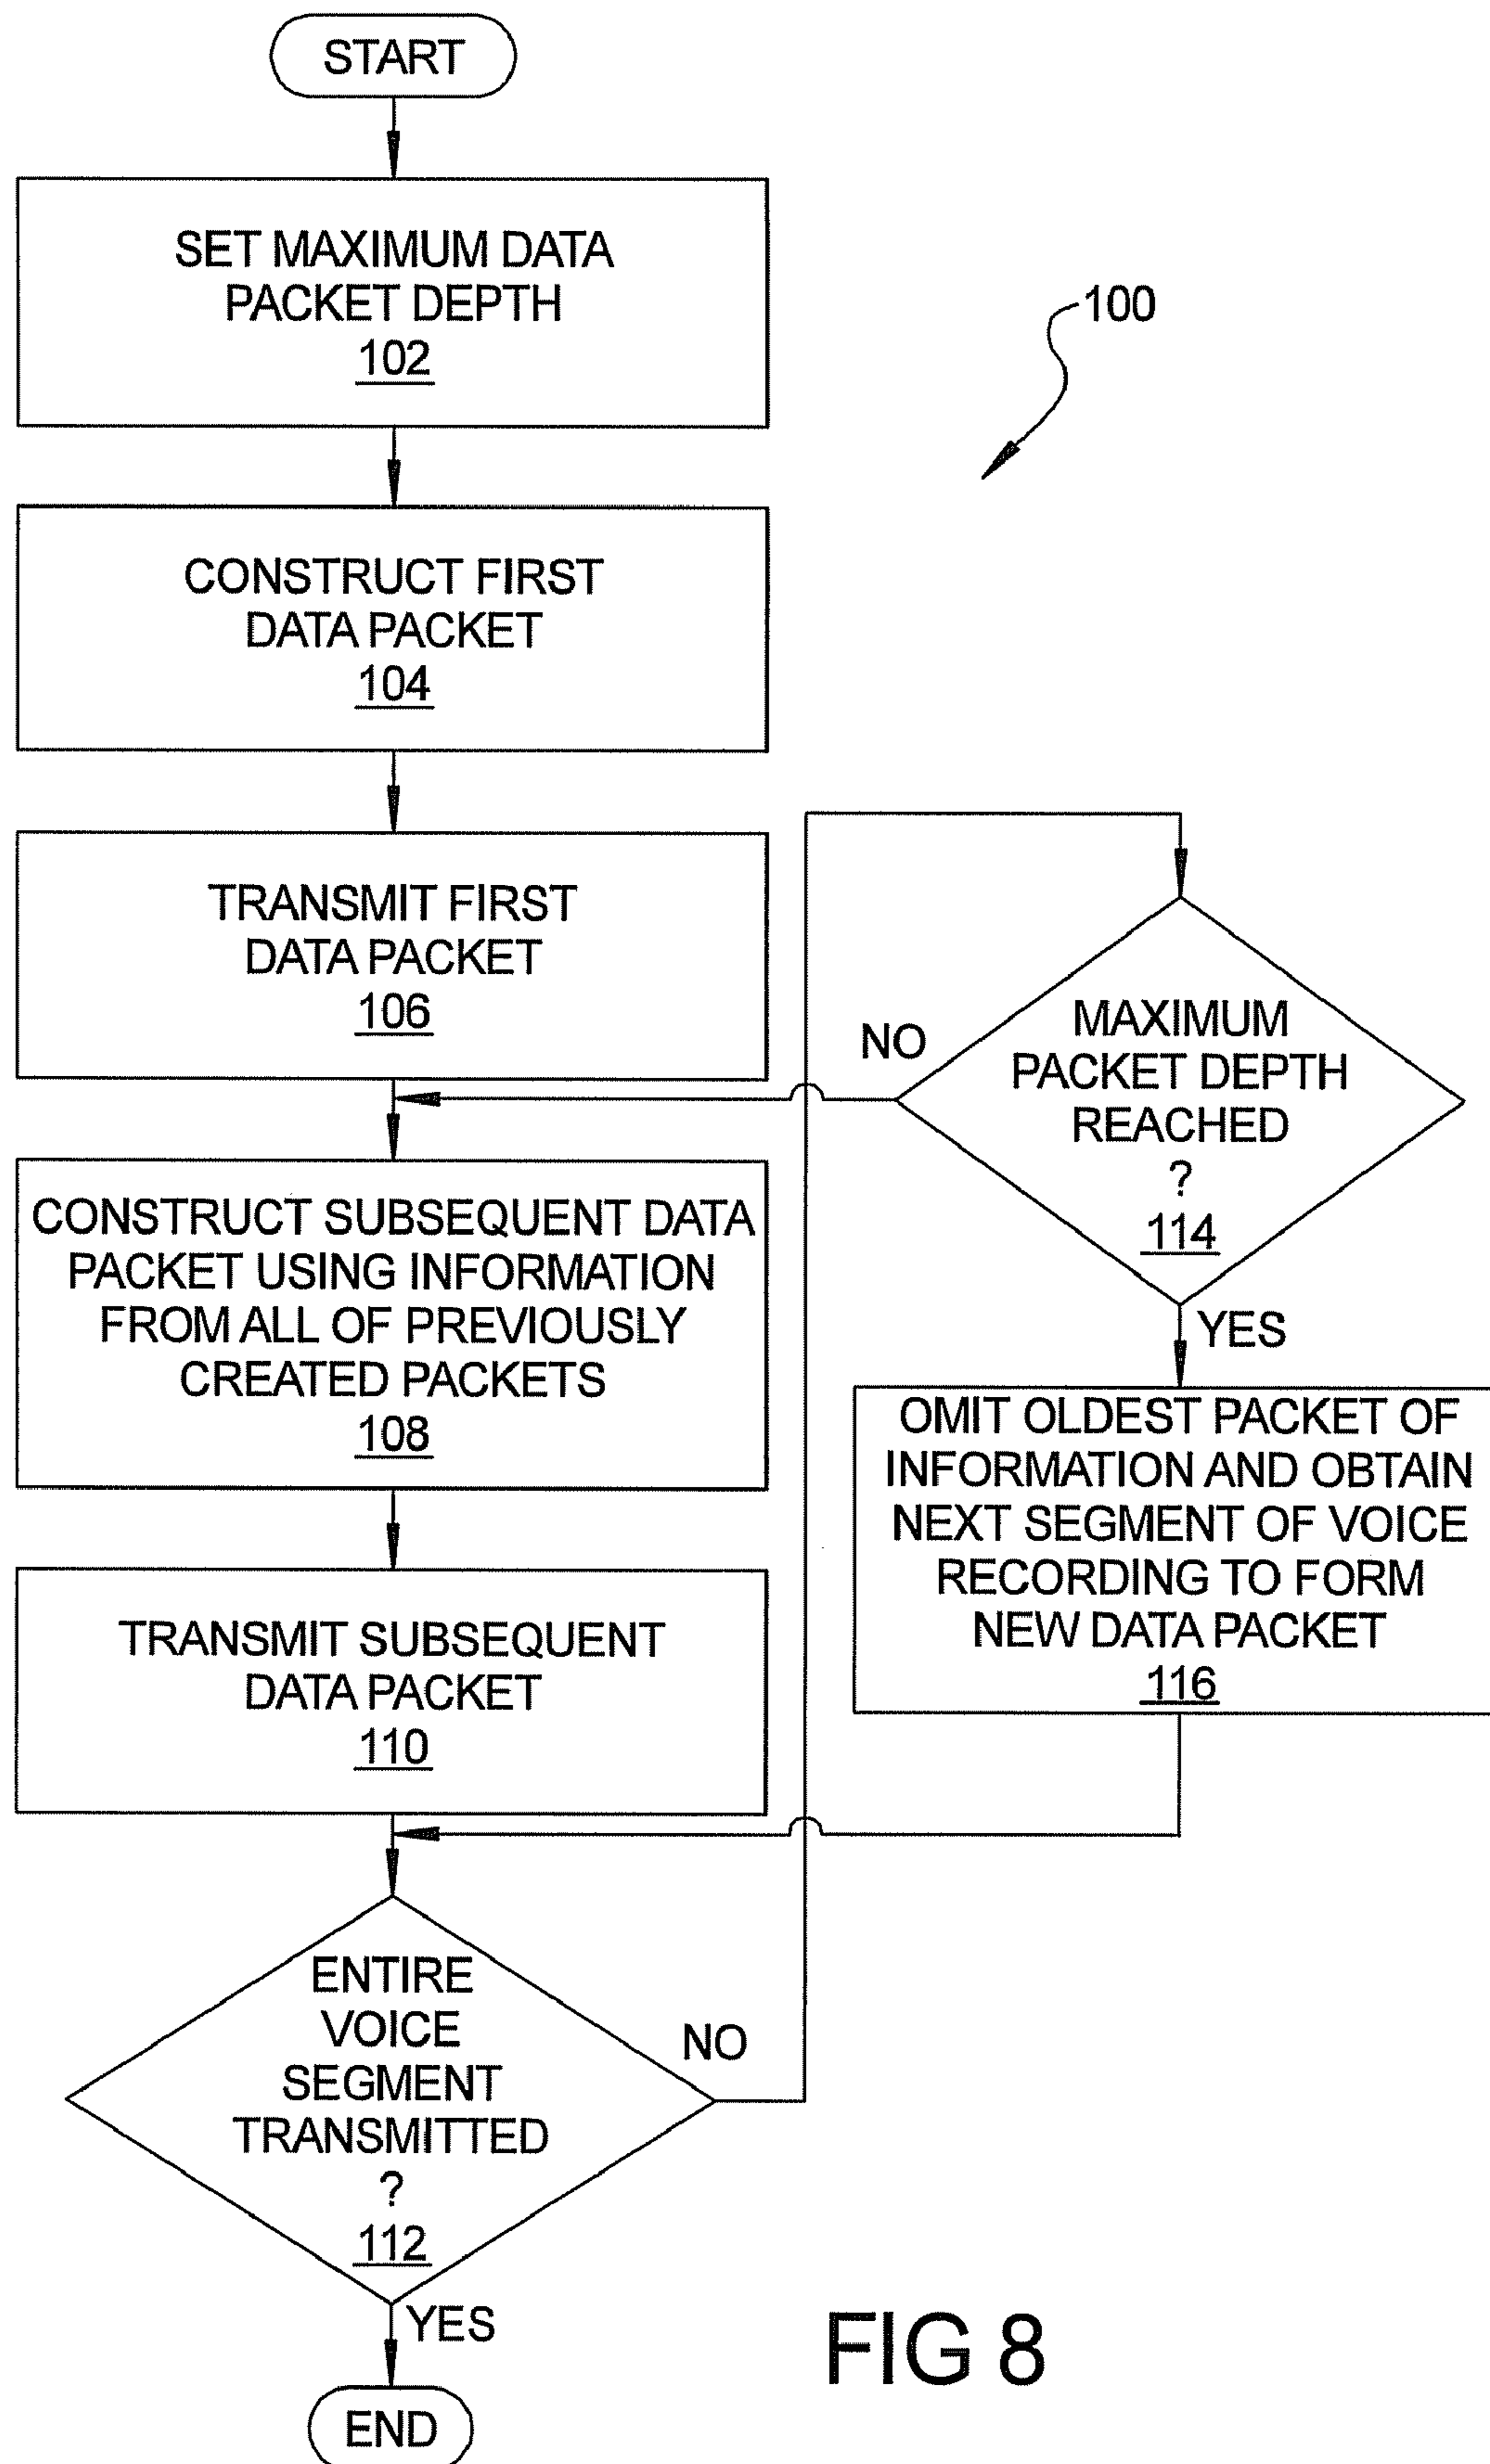 START
SET MAXIMUM DATA
PACKET DEPTH
102
100
CONSTRUCT FIRST
DATA PACKET
104
TRANSMIT FIRST
DATA PACKET
106
NO
MAXIMUM
PACKET DEPTH
REACHED
?
114
YES
CONSTRUCT SUBSEQUENT DATA
PACKET USING INFORMATION
FROM ALL OF PREVIOUSLY
CREATED PACKETS
108
OMIT OLDEST PACKET OF
INFORMATION AND OBTAIN
NEXT SEGMENT OF VOICE
RECORDING TO FORM
NEW DATA PACKET
116
TRANSMIT SUBSEQUENT
DATA PACKET
110
ENTIRE
VOICE
SEGMENT
TRANSMITTED
?
112
NO
YES
END
FIG 8